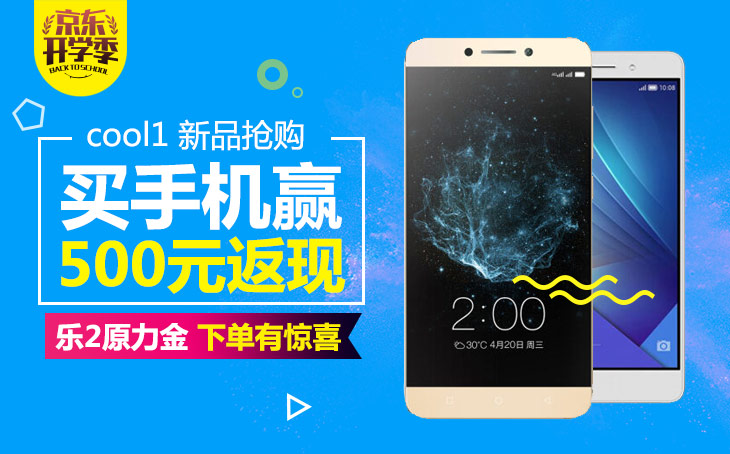 京东
开学季
BACK TO SCHOOL
cool1 新品抢购
买手机赢
500元返现
乐2原力金 下单有惊喜
2:00
30℃ 4月20日 周三
10:08